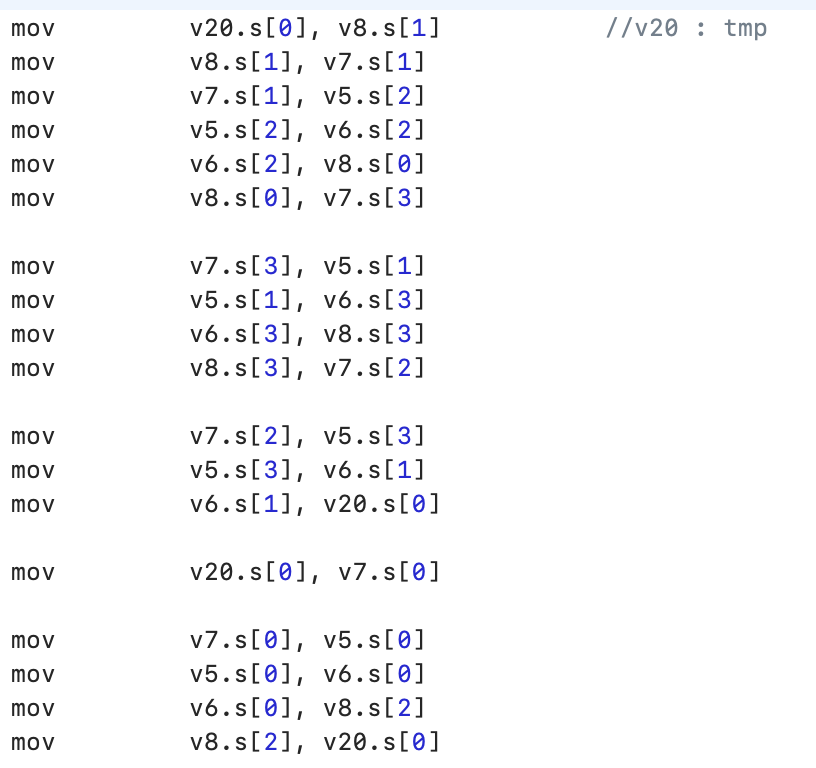 mov v20.s[0], v8.s[1] //v20 : tmp
mov v8.s[1], v7.s[1]
mov v7.s[1], v5.s[2]
mov v5.s[2], v6.s[2]
mov v6.s[2], v8.s[0]
mov v8.s[0], v7.s[3]
mov v7.s[3], v5.s[1]
mov v5.s[1], v6.s[3]
mov v6.s[3], v8.s[3]
mov v8.s[3], v7.s[2]
mov v7.s[2], v5.s[3]
mov v5.s[3], v6.s[1]
mov v6.s[1], v20.s[0]
mov v20.s[0], v7.s[0]
mov v7.s[0], v5.s[0]
mov v5.s[0], v6.s[0]
mov v6.s[0], v8.s[2]
mov v8.s[2], v20.s[0]